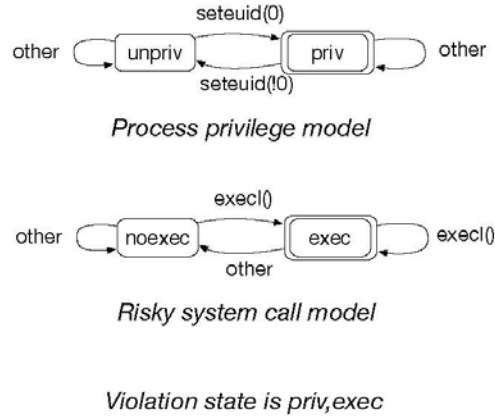 seteuid(0)
other unpriv priv other
seteuid(!0)
Process privilege model
execl()
other noexec exec execl()
other
Risky system call model
Violation state is priv,exec